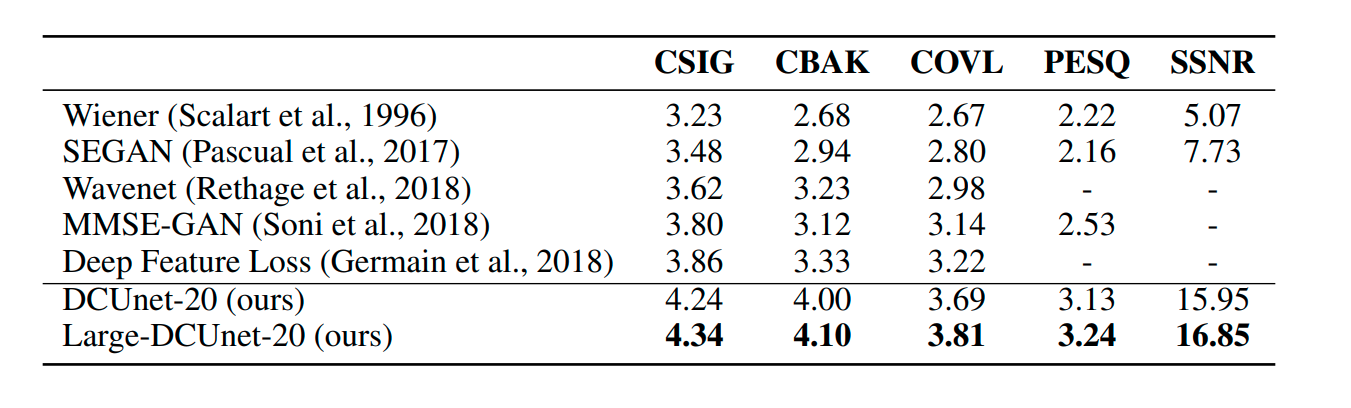 CSIG CBAK COVL PESQ SSNR
Wiener (Scalart et al., 1996) 3.23 2.68 2.67 2.22 5.07
SEGAN (Pascual et al., 2017) 3.48 2.94 2.80 2.16 7.73
Wavenet (Rethage et al., 2018) 3.62 3.23 2.98 - -
MMSE-GAN (Soni et al., 2018) 3.80 3.12 3.14 2.53 -
Deep Feature Loss (Germain et al., 2018) 3.86 3.33 3.22 - -
DCUnet-20 (ours) 4.24 4.00 3.69 3.13 15.95
Large-DCUnet-20 (ours) 4.34 4.10 3.81 3.24 16.85